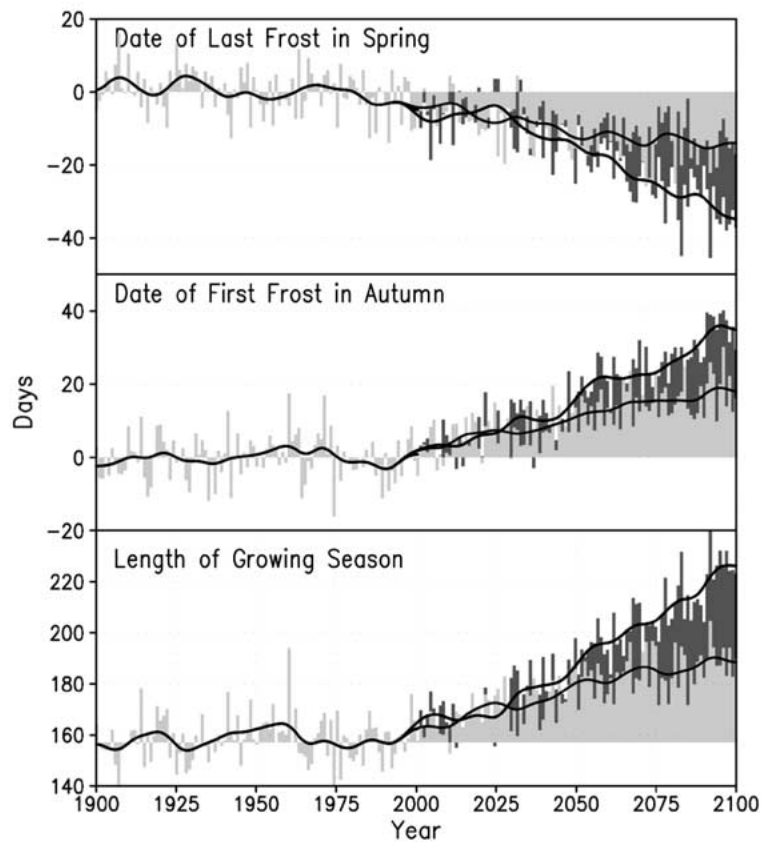 20
Date of Last Frost in Spring
0
-20
-40
Date of First Frost in Autumn
40
20
0
-20
Days
Length of Growing Season
220
200
180
160
140
1900 1925 1950 1975 2000 2025 2050 2075 2100
Year